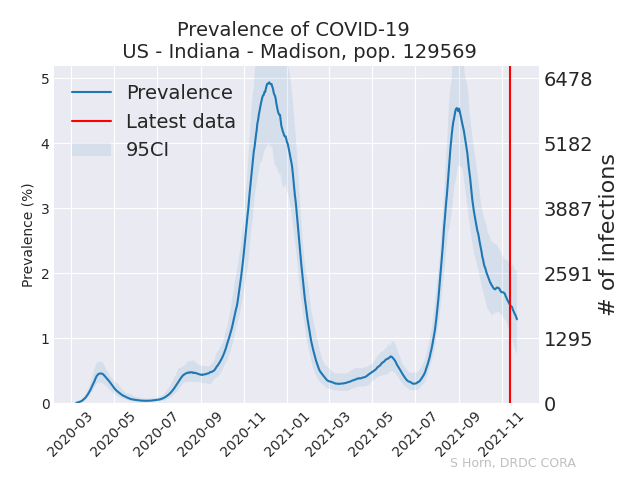 Prevalence of COVID-19
US - Indiana - Madison, pop. 129569
Prevalence
Latest data
95CI
Prevalence (%)
5
4
3
2
1
0
6478
5182
3887
2591
1295
0
# of infections
2020-03
2020-05
2020-07
2020-09
2020-11
2021-01
2021-03
2021-05
2021-07
2021-09
2021-11
S Horn, DRDC CORA